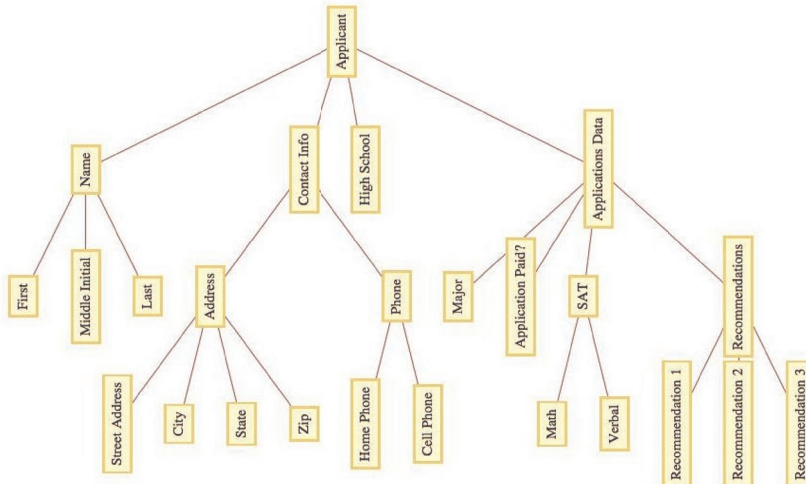 Applicant
Name
Contact Info
High School
Applications Data
First
Middle Initial
Last
Address
Phone
Major
Application Paid?
SAT
Recommendations
Street Address
City
State
Zip
Home Phone
Cell Phone
Math
Verbal
Recommendation 1
Recommendation 2
Recommendation 3